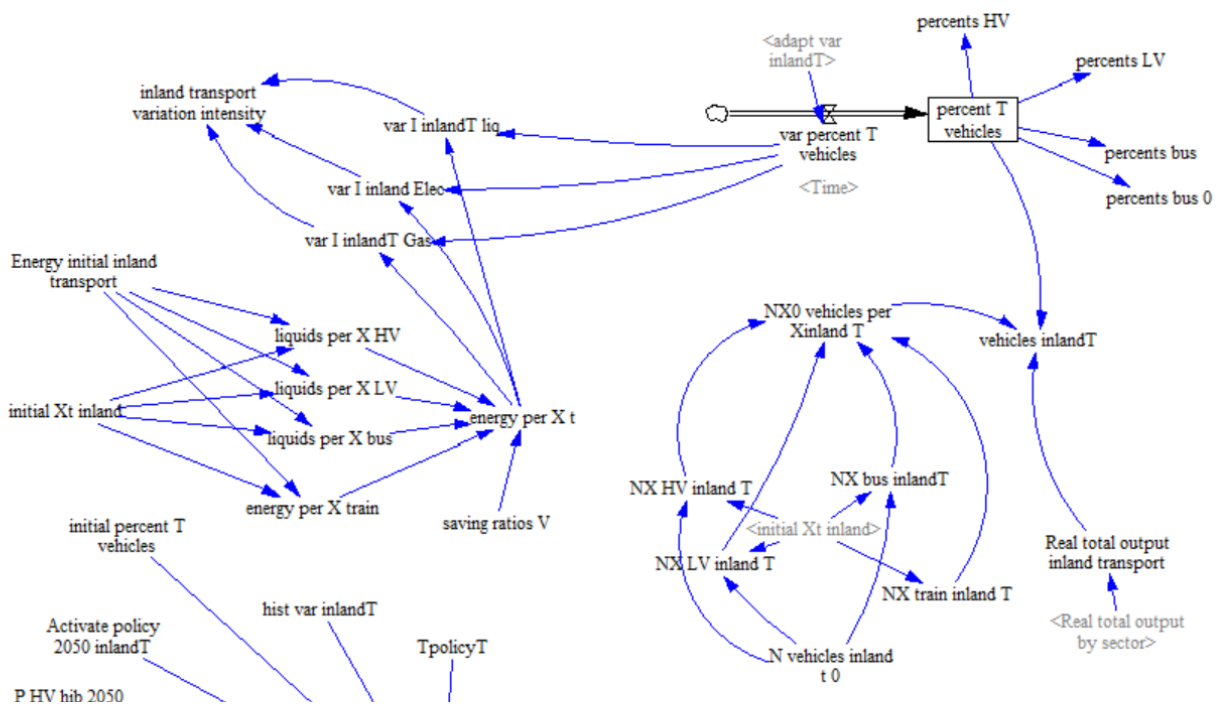 percents HV
<adapt var
inlandT>
percents LV
inland transport
variation intensity
percent T
vehicles
var I inlandT liq
var percent T
vehicles
percents bus
var I inland Elec
<Time>
percents bus 0
var I inlandT Gas
Energy initial inland
transport
NX0 vehicles per
Xinland T
liquids per X HV
vehicles inlandT
liquids per X LV
initial Xt inland
energy per X t
liquids per X bus
NX HV inland T
NX bus inlandT
energy per X train
initial percent T
vehicles
saving ratios V
<initial Xt inland>
NX LV inland T
Real total output
inland transport
NX train inland T
hist var inlandT
Activate policy
2050 inlandT
TpolicyT
<Real total output
by sector>
N vehicles inland
t 0
P HV hib 2050